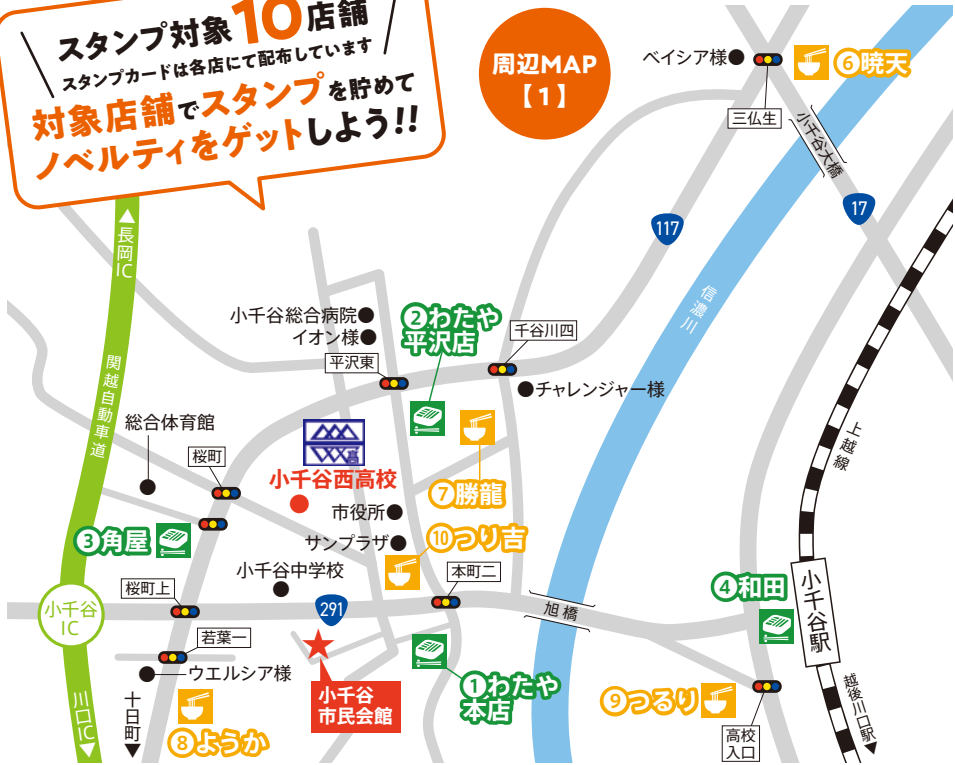 スタンプ対象10店舗
スタンプカードは各店にて配布しています
対象店舗でスタンプを貯めて
ノベルティをゲットしよう!!
周辺MAP
【1】
ベイシア様
⑥暁天
三仏生
小千谷大橋
17
117
信濃川
▲長岡IC
関越自動車道
小千谷総合病院
イオン様
平沢東
②わたや
平沢店
千谷川四
チャレンジャー様
総合体育館
桜町
高
小千谷西高校
⑦勝龍
市役所
サンプラザ
⑩つり吉
③角屋
小千谷中学校
本町二
桜町上
291
旭橋
小千谷
IC
若葉一
ウエルシア様
小千谷
市民会館
①わたや
本店
④和田
上越線
小千谷駅
⑨つるり
高校
入口
越後川口駅▼
川口IC▼
十日町▼
⑧ようか